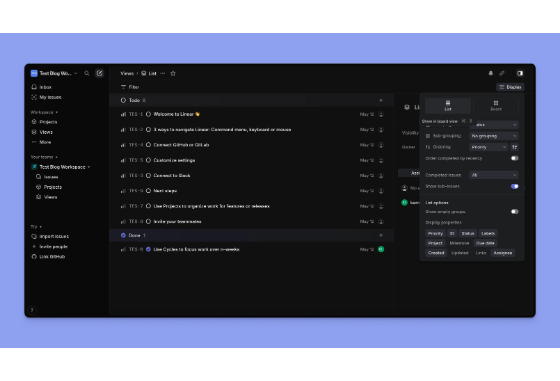 Test Blog Wo...
Inbox
My issues
Workspace
Projects
Views
More
Your teams
Test Blog Workspace
Issues
Projects
Views
Try
Import issues
Invite people
Link GitHub
?
Views › List
Filter
Display
Todo 8
TES-1 Welcome to Linear 👋 May 12
TES-2 3 ways to navigate Linear: Command menu, keyboard or mouse May 12
TES-4 Connect GitHub or GitLab May 12
TES-3 Customize settings May 12
TES-5 Connect to Slack May 12
Next steps May 12
TES-7 Use Projects to organize work for features or releases May 12
TES-8 Invite your teammates May 12
Done 1
Use Cycles to focus work over n-weeks May 12
List
Board
Show in board view
Sub-grouping No grouping
Ordering Priority
Order completed by recency
Completed issues All
Show sub-issues
List options
Show empty groups
Display properties
Priority ID Status Labels
Project Milestone Due date
Created Updated Links Assignee